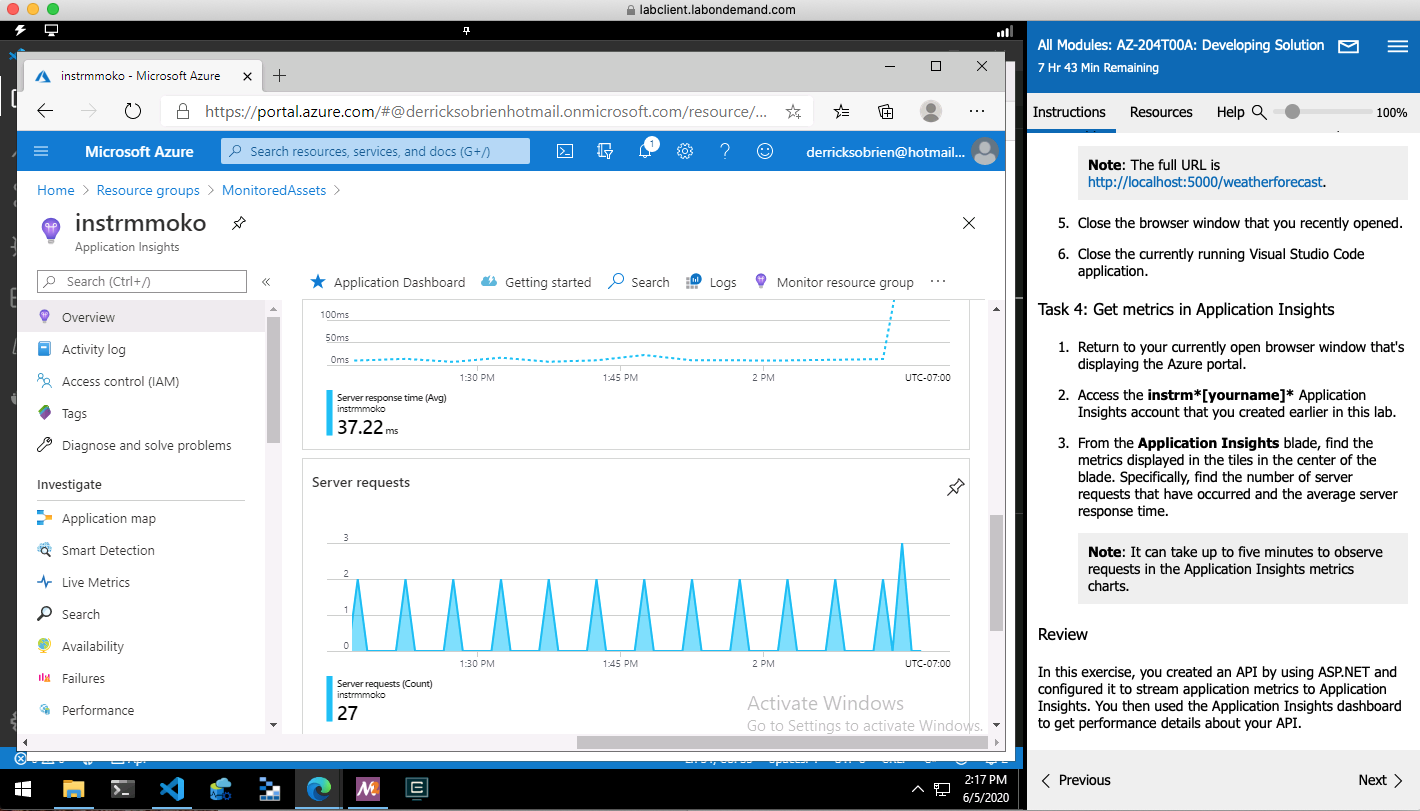 labclient.labondemand.com
instrmmoko - Microsoft Azure
https://portal.azure.com/#@derricksobrienhotmail.onmicrosoft.com/resource/...
Microsoft Azure
Search resources, services, and docs (G+/)
1
derricksobrien@hotmail...
Home > Resource groups > MonitoredAssets >
instrmmoko
Application Insights
Search (Ctrl+/)
Overview
Activity log
Access control (IAM)
Tags
Diagnose and solve problems
Investigate
Application map
Smart Detection
Live Metrics
Search
Availability
Failures
Performance
Application Dashboard
Getting started
Search
Logs
Monitor resource group
100ms
50ms
0ms
1:30 PM
1:45 PM
2 PM
UTC-07:00
Server response time (Avg)
instrmmoko
37.22 ms
Server requests
3
2
1
0
1:30 PM
1:45 PM
2 PM
UTC-07:00
Server requests (Count)
instrmmoko
27
Activate Windows
Go to Settings to activate Windows.
2:17 PM
6/5/2020
All Modules: AZ-204T00A: Developing Solution
7 Hr 43 Min Remaining
Instructions
Resources
Help
100%
Note: The full URL is
http://localhost:5000/weatherforecast.
5. Close the browser window that you recently opened.
6. Close the currently running Visual Studio Code
application.
Task 4: Get metrics in Application Insights
1. Return to your currently open browser window that's
displaying the Azure portal.
2. Access the instrm*[yourname]* Application
Insights account that you created earlier in this lab.
3. From the Application Insights blade, find the
metrics displayed in the tiles in the center of the
blade. Specifically, find the number of server
requests that have occurred and the average server
response time.
Note: It can take up to five minutes to observe
requests in the Application Insights metrics
charts.
Review
In this exercise, you created an API by using ASP.NET and
configured it to stream application metrics to Application
Insights. You then used the Application Insights dashboard
to get performance details about your API.
Previous
Next